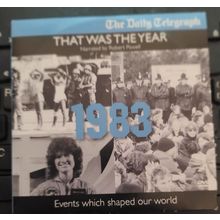 The Daily Telegraph
THAT WAS THE YEAR
Narrated by Robert Powell
1983
Events which shaped our world